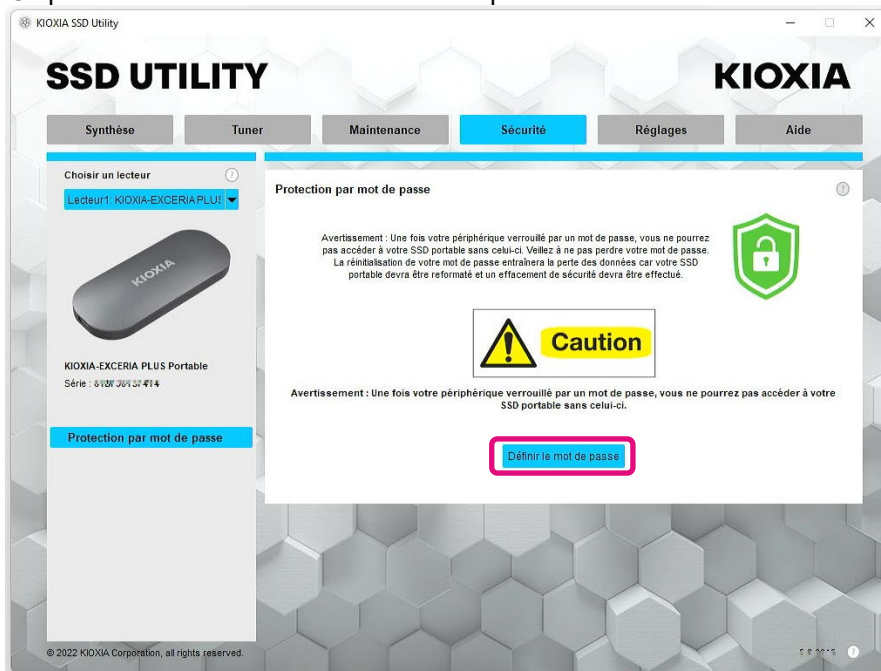 KIOXIA SSD Utility
SSD UTILITY
KIOXIA
Synthèse
Tuner
Maintenance
Sécurité
Réglages
Aide
Choisir un lecteur
?
Lecteur1: KIOXIA-EXCERIA PLUS
KIOXIA
KIOXIA-EXCERIA PLUS Portable
Série :
Protection par mot de passe
Protection par mot de passe
?
Avertissement : Une fois votre périphérique verrouillé par un mot de passe, vous ne pourrez
pas accéder à votre SSD portable sans celui-ci. Veillez à ne pas perdre votre mot de passe.
La réinitialisation de votre mot de passe entraînera la perte des données car votre SSD
portable devra être reformaté et un effacement de sécurité devra être effectué.
Caution
Avertissement : Une fois votre périphérique verrouillé par un mot de passe, vous ne pourrez pas accéder à votre
SSD portable sans celui-ci.
Définir le mot de passe
© 2022 KIOXIA Corporation, all rights reserved.
?